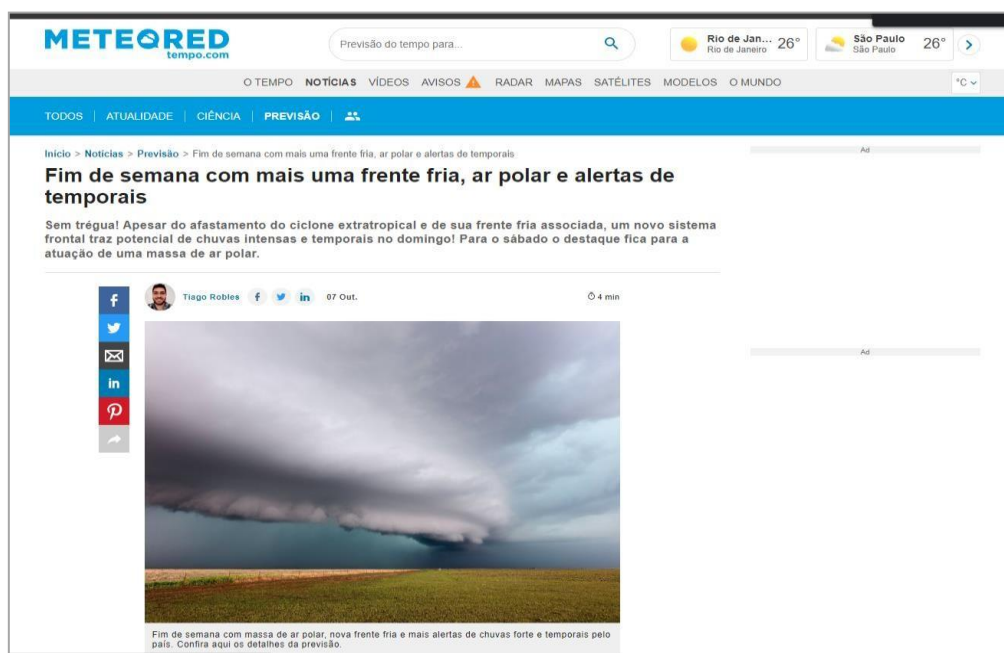 METEORED
tempo.com
Previsão do tempo para...
Rio de Jan...
Rio de Janeiro
26°
São Paulo
São Paulo
26°
O TEMPO NOTÍCIAS VÍDEOS AVISOS RADAR MAPAS SATÉLITES MODELOS O MUNDO
°C
TODOS | ATUALIDADE | CIÊNCIA | PREVISÃO |
Início > Notícias > Previsão > Fim de semana com mais uma frente fria, ar polar e alertas de temporais
Ad
Fim de semana com mais uma frente fria, ar polar e alertas de
temporais
Sem trégua! Apesar do afastamento do ciclone extratropical e de sua frente fria associada, um novo sistema
frontal traz potencial de chuvas intensas e temporais no domingo! Para o sábado o destaque fica para a
atuação de uma massa de ar polar.
Tiago Robles f in 07 Out. 4 min
f
in
Ad
Fim de semana com massa de ar polar, nova frente fria e mais alertas de chuvas forte e temporais pelo
país. Confira aqui os detalhes da previsão.